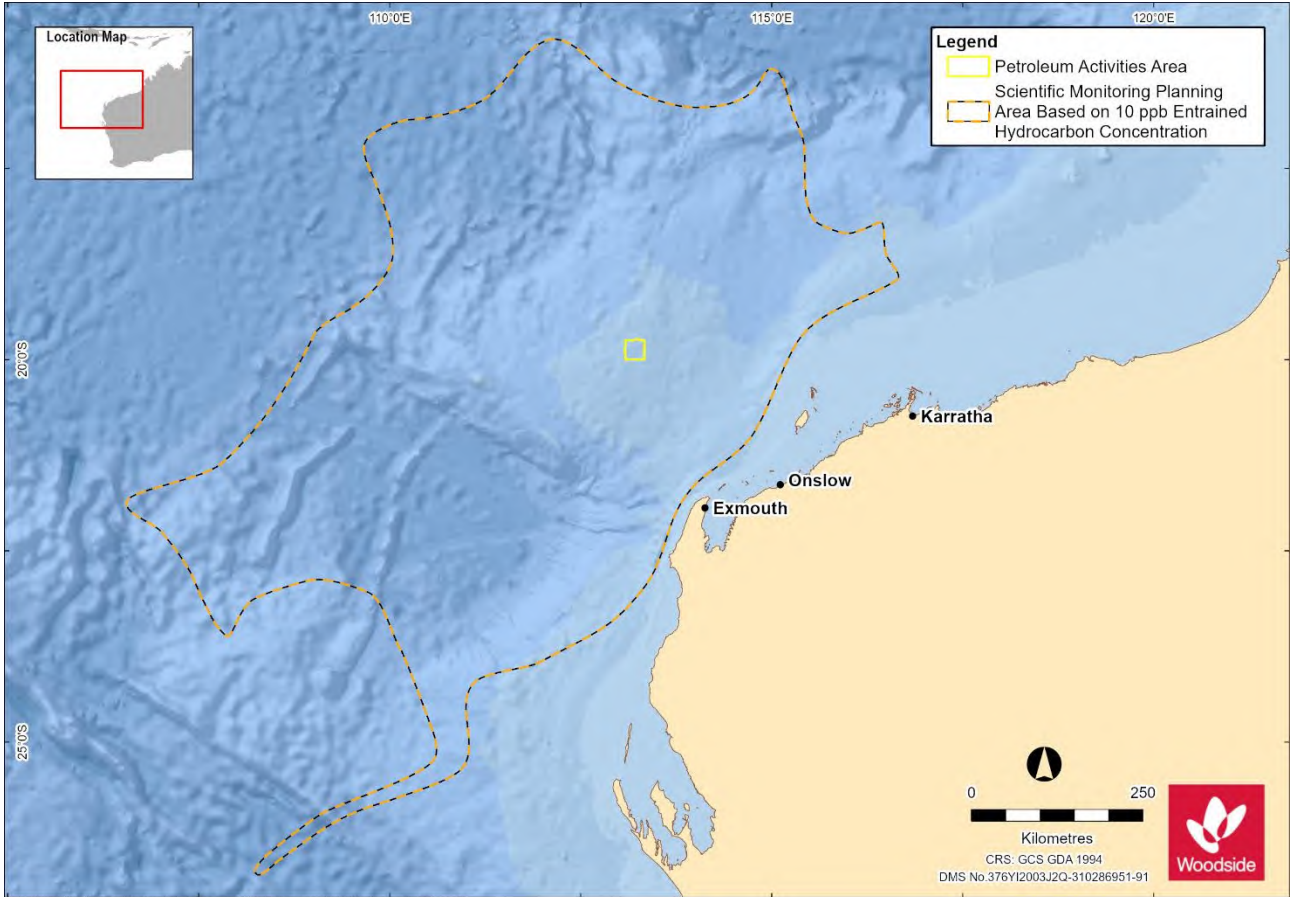 110°0'E
115°0'E
120°0'E
Location Map
Legend
Petroleum Activities Area
Scientific Monitoring Planning
Area Based on 10 ppb Entrained
Hydrocarbon Concentration
20°0'S
Karratha
Onslow
Exmouth
25°0'S
0 250
Kilometres
CRS: GCS GDA 1994
DMS No.376YI2003J2Q-310286951-91
Woodside